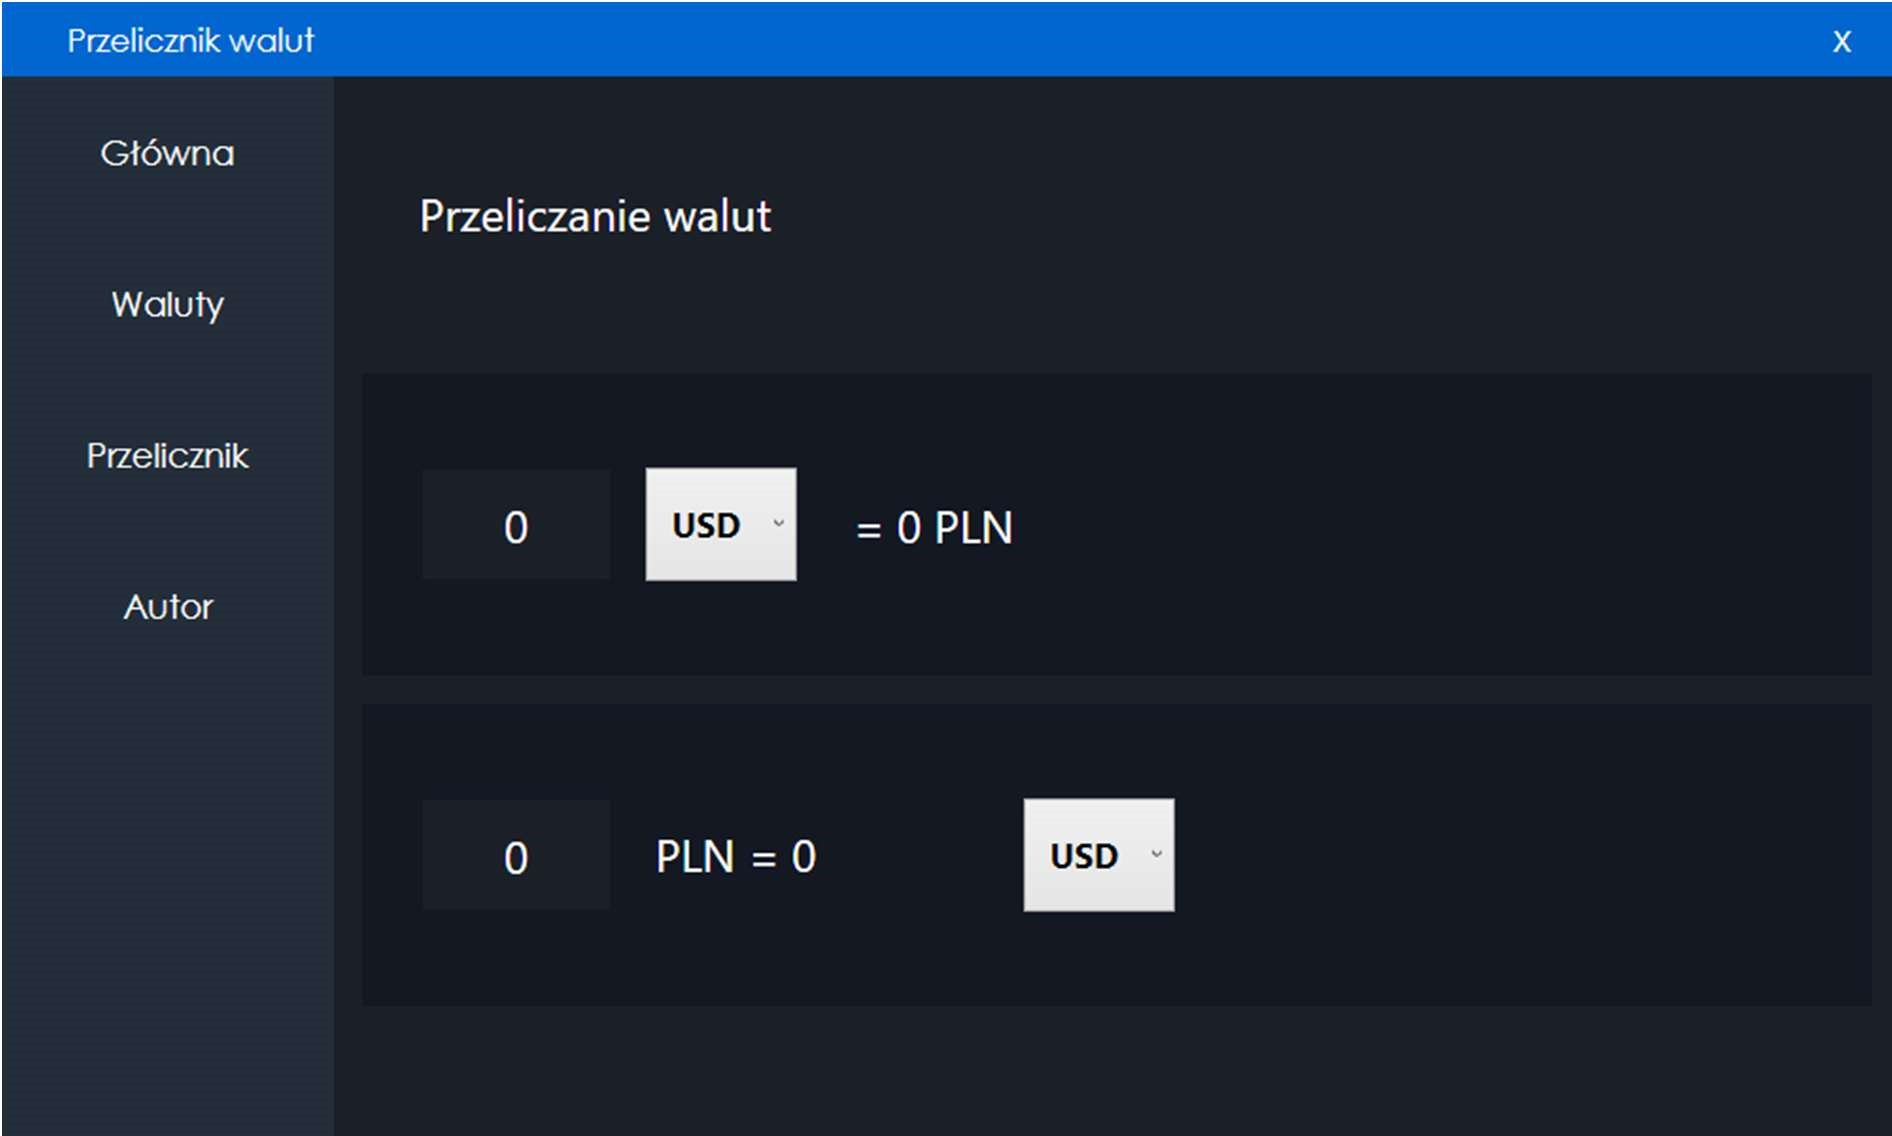 Przelicznik walut X
Główna
Przeliczanie walut
Waluty
Przelicznik
Autor
0 USD = 0 PLN
0 PLN = 0 USD